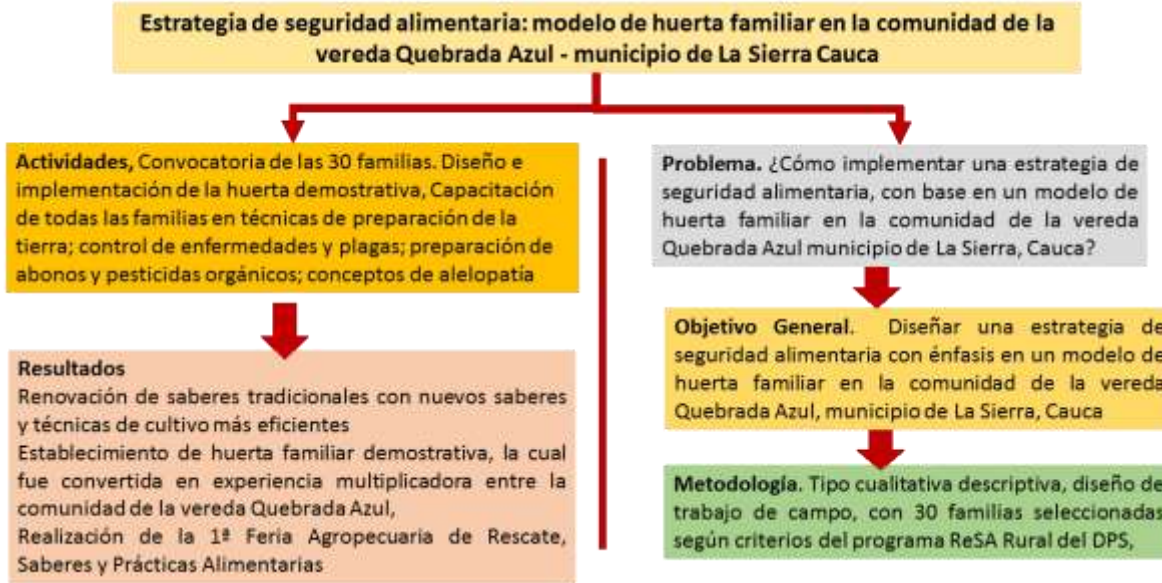 Estrategia de seguridad alimentaria: modelo de huerta familiar en la comunidad de la
vereda Quebrada Azul - municipio de La Sierra Cauca
Actividades, Convocatoria de las 30 familias. Diseño e
implementación de la huerta demostrativa, Capacitación
de todas las familias en técnicas de preparación de la
tierra; control de enfermedades y plagas; preparación de
abonos y pesticidas orgánicos; conceptos de alelopatía
Resultados
Renovación de saberes tradicionales con nuevos saberes
y técnicas de cultivo más eficientes
Establecimiento de huerta familiar demostrativa, la cual
fue convertida en experiencia multiplicadora entre la
comunidad de la vereda Quebrada Azul,
Realización de la 1ª Feria Agropecuaria de Rescate,
Saberes y Prácticas Alimentarias
Problema. ¿Cómo implementar una estrategia de
seguridad alimentaria, con base en un modelo de
huerta familiar en la comunidad de la vereda
Quebrada Azul municipio de La Sierra, Cauca?
Objetivo General. Diseñar una estrategia de
seguridad alimentaria con énfasis en un modelo de
huerta familiar en la comunidad de la vereda
Quebrada Azul, municipio de La Sierra, Cauca
Metodología. Tipo cualitativa descriptiva, diseño de
trabajo de campo, con 30 familias seleccionadas
según criterios del programa ReSA Rural del DPS,